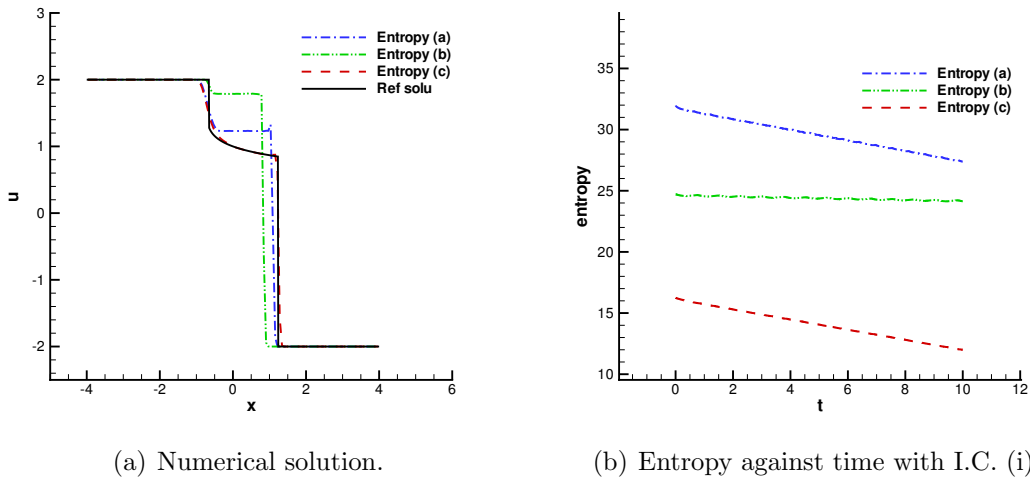 3
2
1
0
-1
-2
u
-4
-2
0
2
4
6
x
Entropy (a)
Entropy (b)
Entropy (c)
Ref solu
35
30
25
20
15
10
entropy
0
2
4
6
8
10
12
t
Entropy (a)
Entropy (b)
Entropy (c)
(a) Numerical solution.
(b) Entropy against time with I.C. (i)